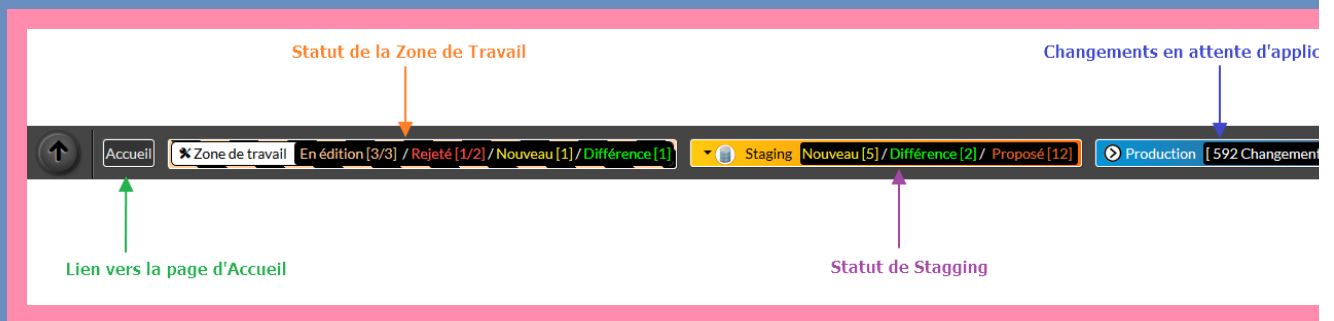 Statut de la Zone de Travail
Changements en attente d'applic
Accueil Zone de travail En édition [3/3] / Rejeté [1/2] / Nouveau [1] / Différence [1] Staging Nouveau [5] / Différence [2] / Proposé [12] Production [ 592 Changement
Lien vers la page d'Accueil
Statut de Stagging